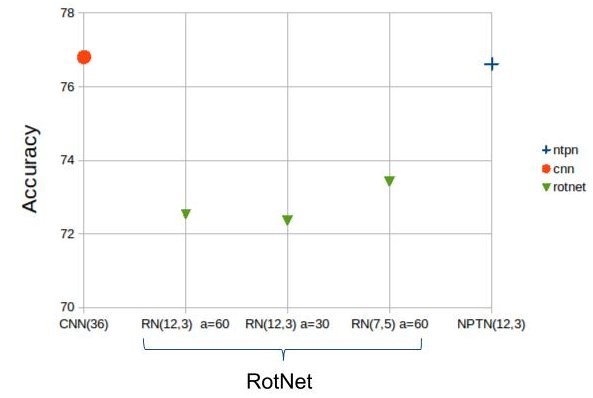 78
76
74
72
70
Accuracy
CNN(36)
RN(12,3) a=60
RN(12,3) a=30
RN(7,5) a=60
NPTN(12,3)
RotNet
ntpn
cnn
rotnet